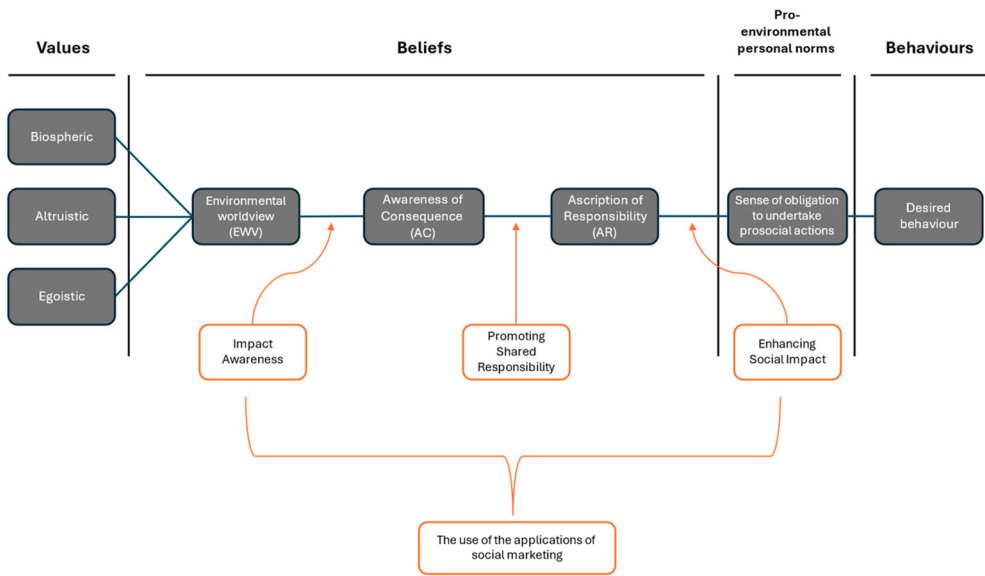 Values
Beliefs
Pro-
environmental
personal norms
Behaviours
Biospheric
Altruistic
Egoistic
Environmental
worldview
(EWV)
Awareness of
Consequence
(AC)
Ascription of
Responsibility
(AR)
Sense of obligation
to undertake
prosocial actions
Desired
behaviour
Impact
Awareness
Promoting
Shared
Responsibility
Enhancing
Social Impact
The use of the applications of
social marketing